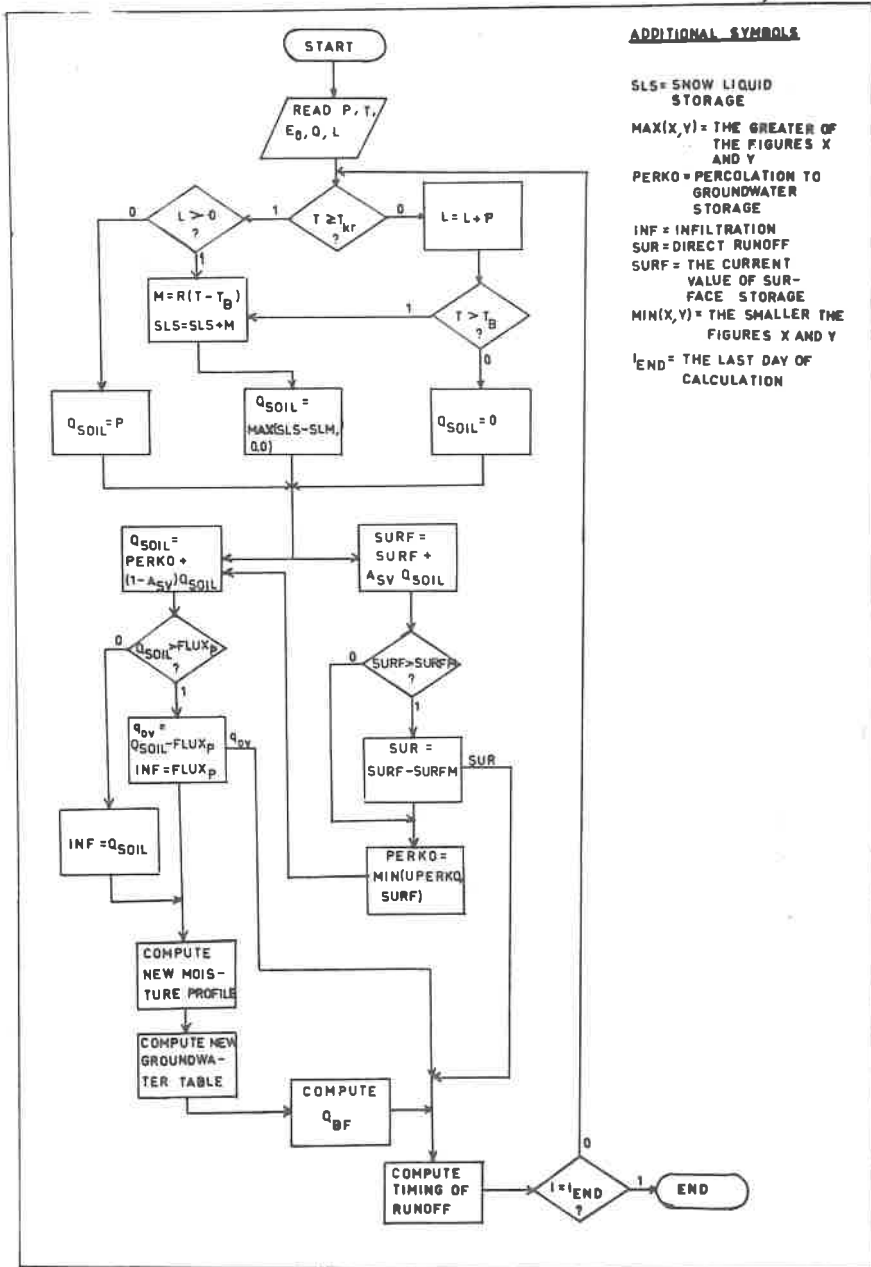 START
READ P, T,
E₀, Q, L
L > 0
?
0
1
T ≥ Tkr
?
1
0
L = L + P
M=R(T-TB)
SLS=SLS+M
T > TB
?
1
0
QSOIL=P
QSOIL=
MAX(SLS-SLM,
0,0)
QSOIL=0
QSOIL=
PERKO+
(1-ASV)QSOIL
SURF=
SURF+
ASV QSOIL
QSOIL>FLUXP
?
0
1
SURF>SURFM
?
0
1
qov=
QSOIL-FLUXP
INF=FLUXP
qov
SUR=
SURF-SURFM
SUR
INF=QSOIL
PERKO=
MIN(UPERKO,
SURF)
COMPUTE
NEW MOIS-
TURE PROFILE
COMPUTE NEW
GROUNDWA-
TER TABLE
COMPUTE
QBF
COMPUTE
TIMING OF
RUNOFF
I=IEND
?
0
1
END
ADDITIONAL SYMBOLS
SLS= SNOW LIQUID
STORAGE
MAX(X,Y)= THE GREATER OF
THE FIGURES X
AND Y
PERKO=PERCOLATION TO
GROUNDWATER
STORAGE
INF = INFILTRATION
SUR=DIRECT RUNOFF
SURF= THE CURRENT
VALUE OF SUR-
FACE STORAGE
MIN(X,Y)=THE SMALLER THE
FIGURES X AND Y
IEND= THE LAST DAY OF
CALCULATION